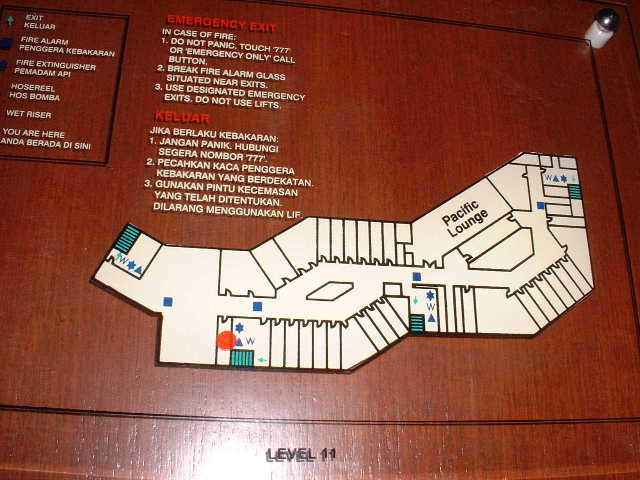 EXIT
KELUAR
FIRE ALARM
PENGGERA KEBAKARAN
FIRE EXTINGUISHER
PEMADAM API
HOSEREEL
HOS BOMBA
WET RISER
YOU ARE HERE
ANDA BERADA DI SINI
EMERGENCY EXIT
IN CASE OF FIRE:
1. DO NOT PANIC. TOUCH '777'
OR 'EMERGENCY ONLY' CALL
BUTTON.
2. BREAK FIRE ALARM GLASS
SITUATED NEAR EXITS.
3. USE DESIGNATED EMERGENCY
EXITS. DO NOT USE LIFTS.
KELUAR
JIKA BERLAKU KEBAKARAN:
1. JANGAN PANIK. HUBUNGI
SEGERA NOMBOR '777'.
2. PECAHKAN KACA PENGGERA
KEBAKARAN YANG BERDEKATAN.
3. GUNAKAN PINTU KECEMASAN
YANG TELAH DITENTUKAN.
DILARANG MENGGUNAKAN LIF.
W
Pacific
Lounge
W
W
W
LEVEL 11